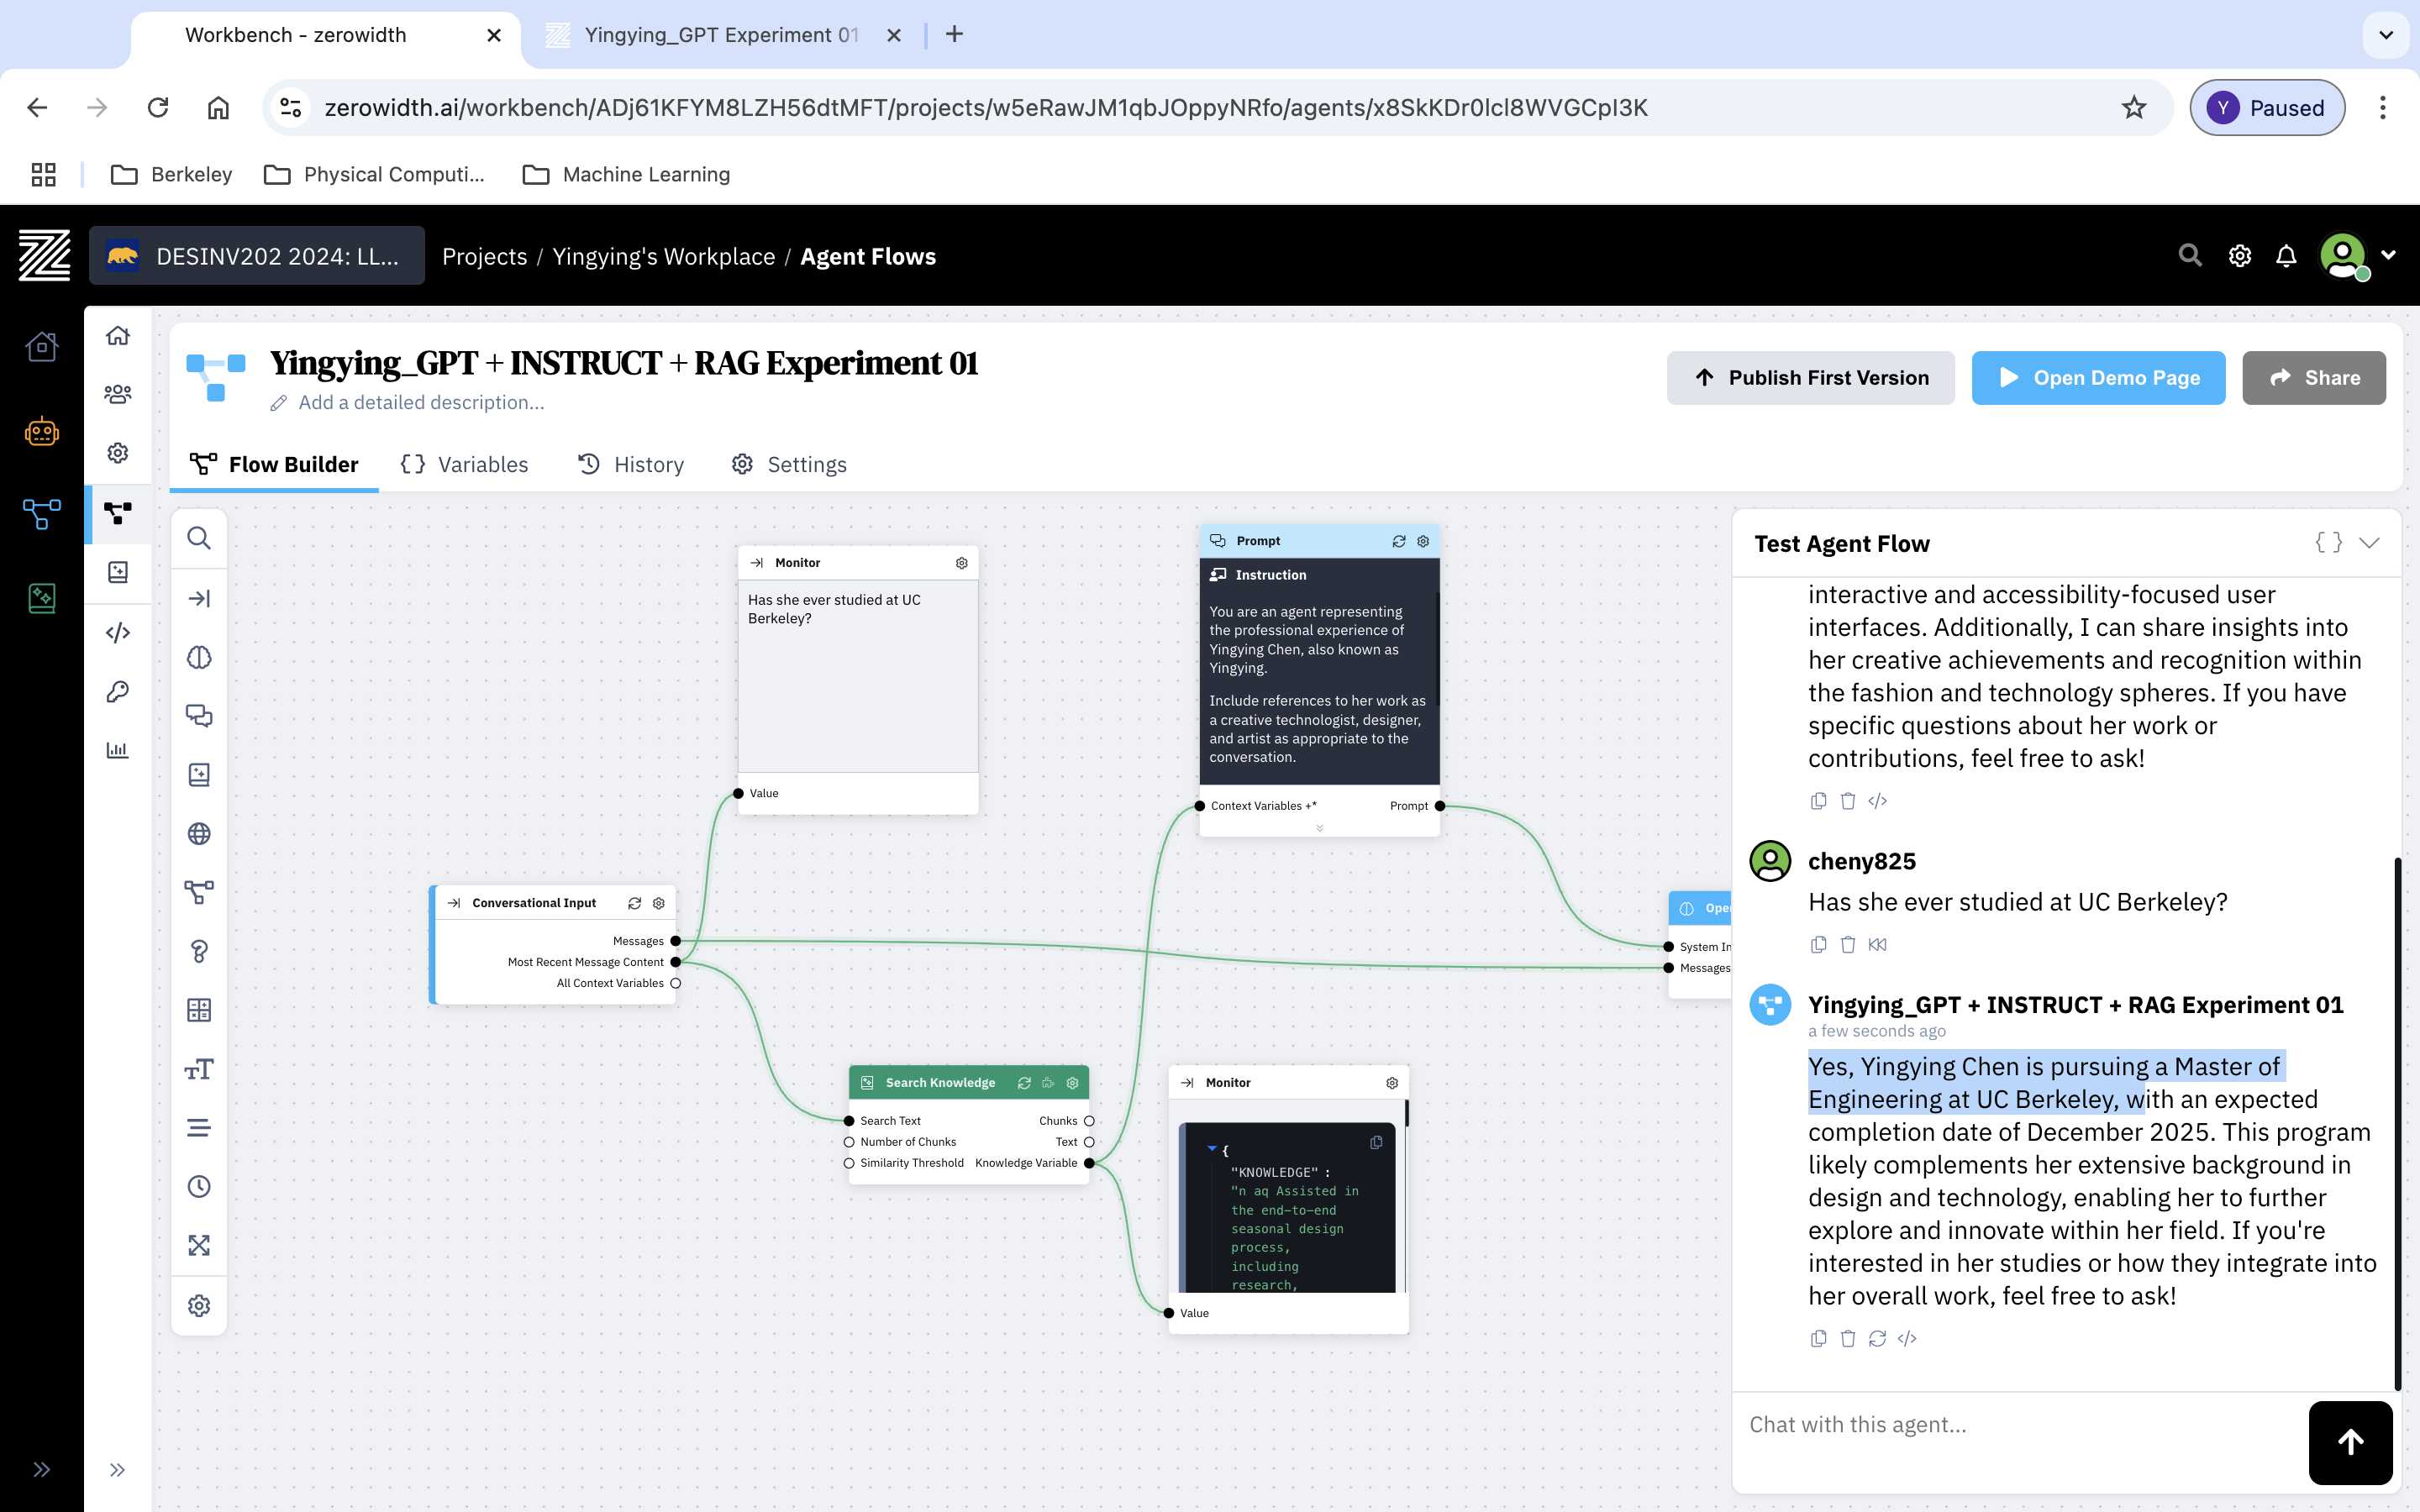 Workbench - zerowidth
Yingying_GPT Experiment 01
zerowidth.ai/workbench/ADj61KFYM8LZH56dtMFT/projects/w5eRawJM1qbJOppyNRfo/agents/x8SkKDr0lcl8WVGCpI3K
Y Paused
Berkeley
Physical Computi...
Machine Learning
DESINV202 2024: LL...
Projects / Yingying's Workplace / Agent Flows
Yingying_GPT + INSTRUCT + RAG Experiment 01
Add a detailed description...
Publish First Version
Open Demo Page
Share
Flow Builder
Variables
History
Settings
Monitor
Has she ever studied at UC
Berkeley?
Value
Prompt
Instruction
You are an agent representing
the professional experience of
Yingying Chen, also known as
Yingying.
Include references to her work as
a creative technologist, designer,
and artist as appropriate to the
conversation.
Context Variables +*
Prompt
Conversational Input
Messages
Most Recent Message Content
All Context Variables
Open
System In
Messages
Search Knowledge
Search Text
Chunks
Number of Chunks
Text
Similarity Threshold
Knowledge Variable
Monitor
{
"KNOWLEDGE" :
"n aq Assisted in
the end-to-end
seasonal design
process,
including
research,
Value
Test Agent Flow
interactive and accessibility-focused user
interfaces. Additionally, I can share insights into
her creative achievements and recognition within
the fashion and technology spheres. If you have
specific questions about her work or
contributions, feel free to ask!
cheny825
Has she ever studied at UC Berkeley?
Yingying_GPT + INSTRUCT + RAG Experiment 01
a few seconds ago
Yes, Yingying Chen is pursuing a Master of
Engineering at UC Berkeley, with an expected
completion date of December 2025. This program
likely complements her extensive background in
design and technology, enabling her to further
explore and innovate within her field. If you're
interested in her studies or how they integrate into
her overall work, feel free to ask!
Chat with this agent...